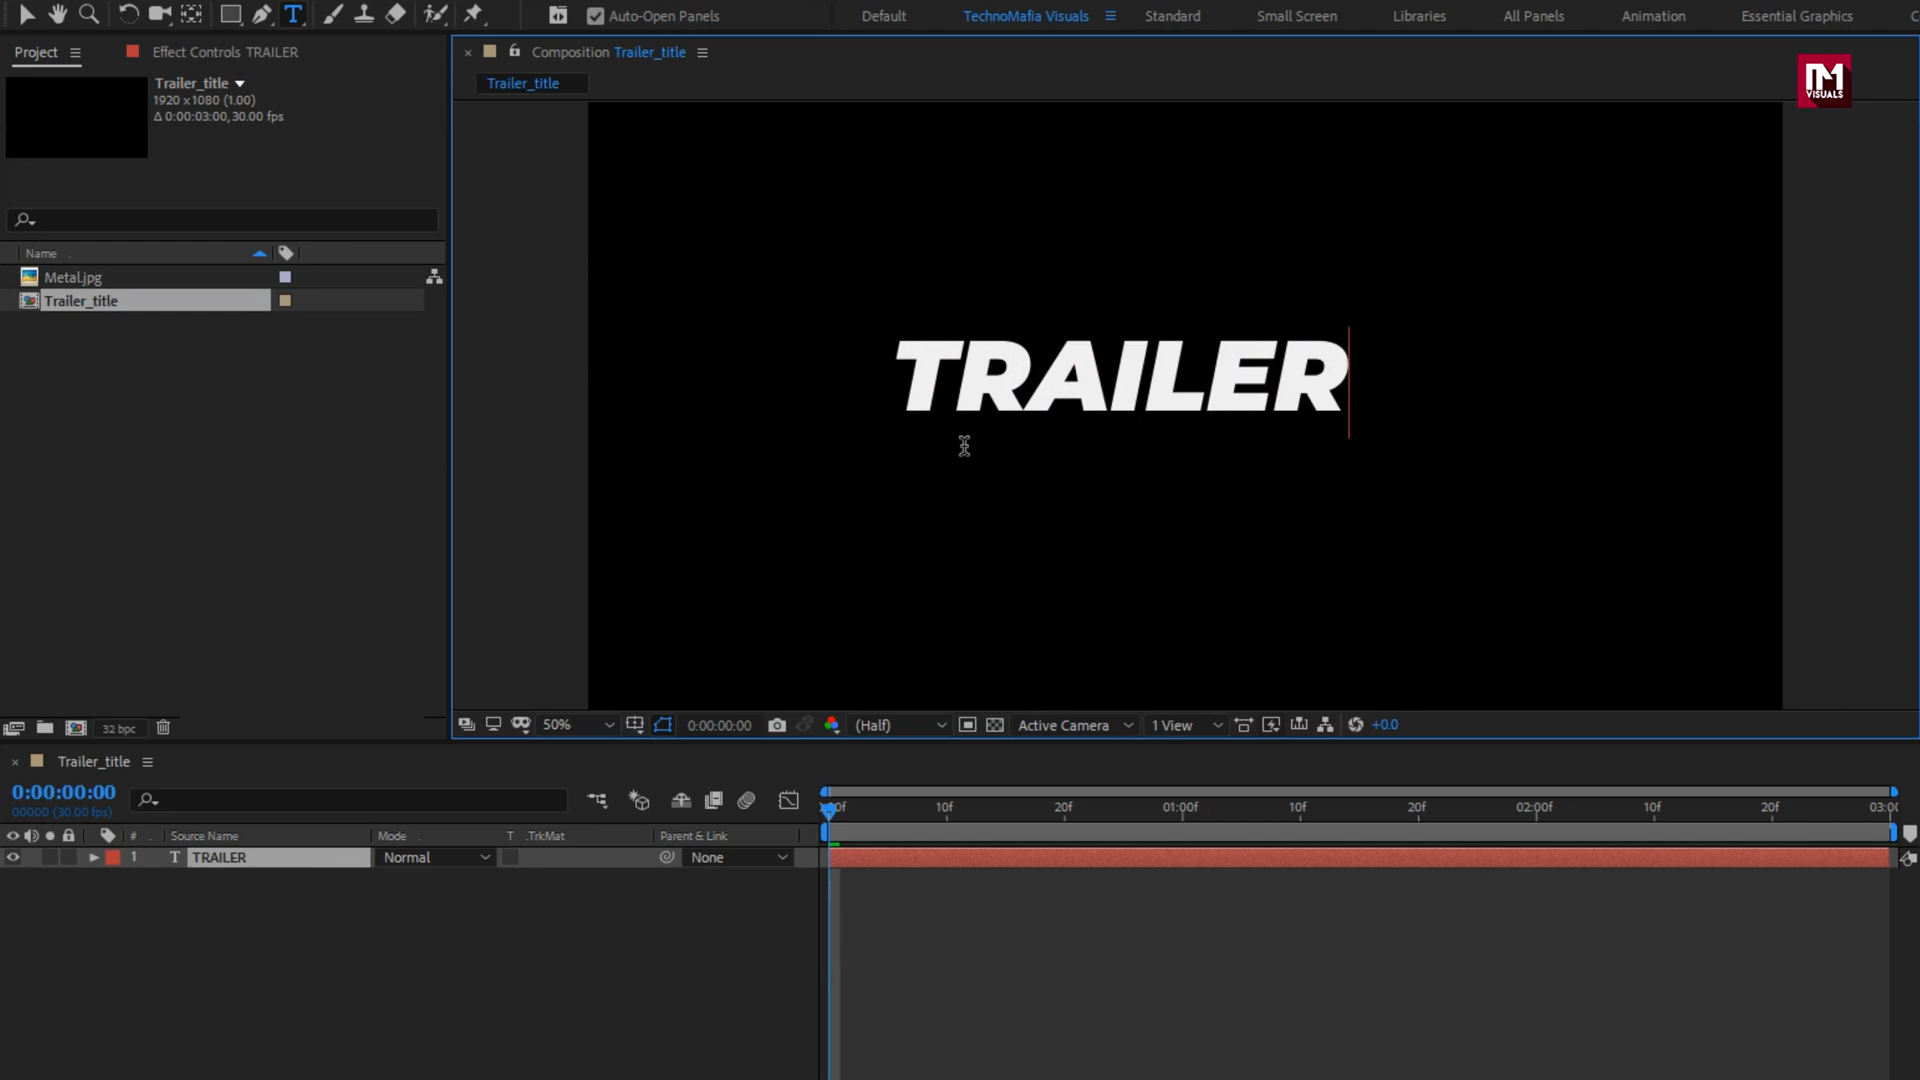 Auto-Open Panels
Default
TechnoMafia Visuals
Standard
Small Screen
Libraries
All Panels
Animation
Essential Graphics
Project
Effect Controls TRAILER
Composition Trailer_title
Trailer_title
1920 x1080 (1.00)
Δ 0:00:03:00, 30.00 fps
Trailer_title
VISUALS
Name
Metal.jpg
Trailer_title
TRAILER
32 bpc
50%
0:00:00:00
(Half)
Active Camera
1 View
+0.0
Trailer_title
0:00:00:00
00000 (30.00 fps)
10f
20f
01:00f
10f
20f
02:00f
10f
20f
# Source Name
Mode
T .TrkMat
Parent & Link
1 T TRAILER
Normal
None